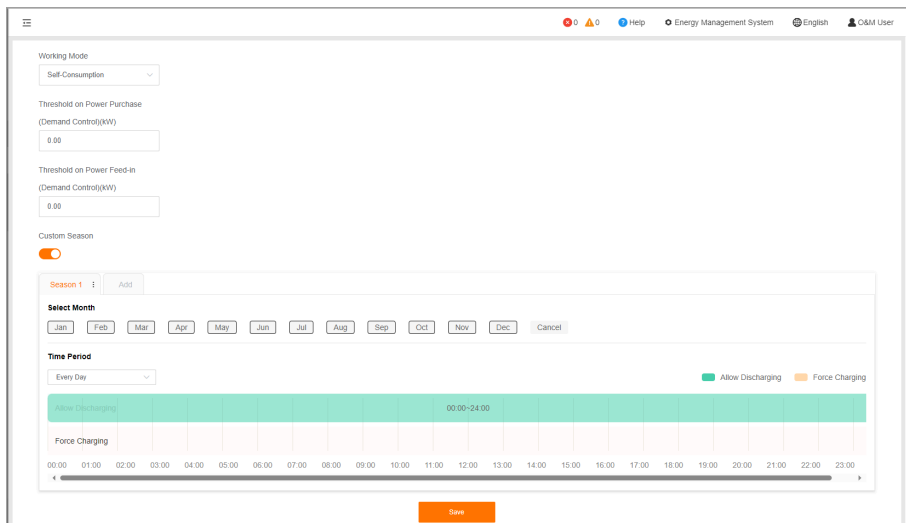 0 0 Help Energy Management System English O&M User
Working Mode
Self-Consumption
Threshold on Power Purchase
(Demand Control)(kW)
0.00
Threshold on Power Feed-in
(Demand Control)(kW)
0.00
Custom Season
Season 1 Add
Select Month
Jan Feb Mar Apr May Jun Jul Aug Sep Oct Nov Dec Cancel
Time Period
Every Day Allow Discharging Force Charging
Allow Discharging 00:00~24:00
Force Charging
00:00 01:00 02:00 03:00 04:00 05:00 06:00 07:00 08:00 09:00 10:00 11:00 12:00 13:00 14:00 15:00 16:00 17:00 18:00 19:00 20:00 21:00 22:00 23:00
Save